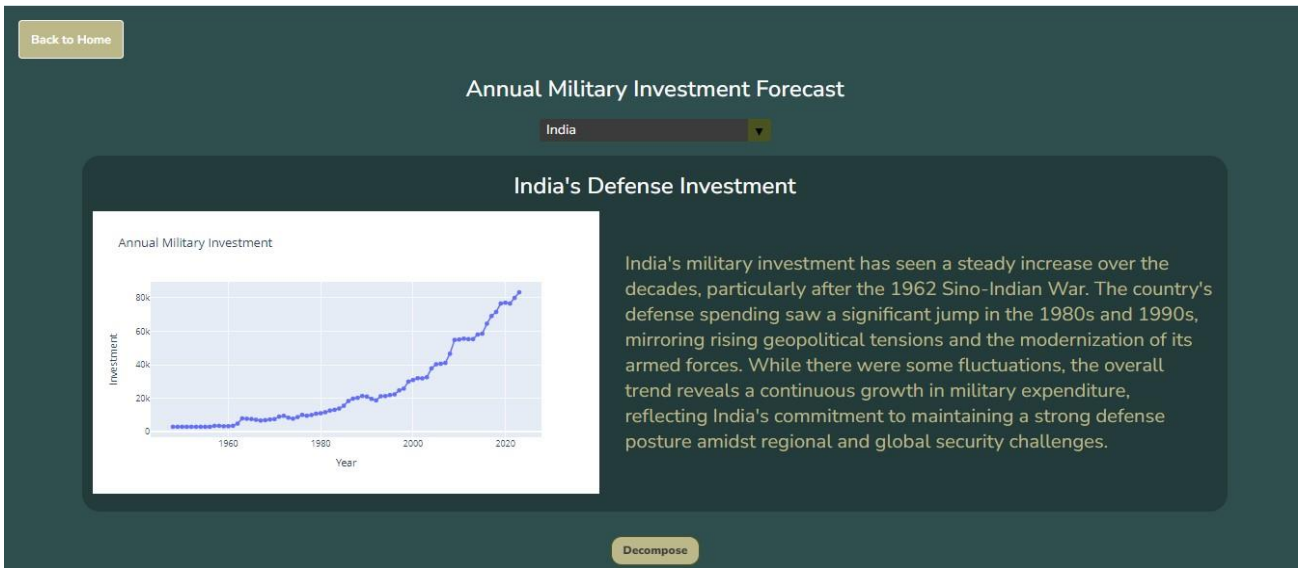 Back to Home
Annual Military Investment Forecast
India
▼
India's Defense Investment
Annual Military Investment
80k
60k
40k
20k
0
Investment
1960 1980 2000 2020
Year
India's military investment has seen a steady increase over the
decades, particularly after the 1962 Sino-Indian War. The country's
defense spending saw a significant jump in the 1980s and 1990s,
mirroring rising geopolitical tensions and the modernization of its
armed forces. While there were some fluctuations, the overall
trend reveals a continuous growth in military expenditure,
reflecting India's commitment to maintaining a strong defense
posture amidst regional and global security challenges.
Decompose